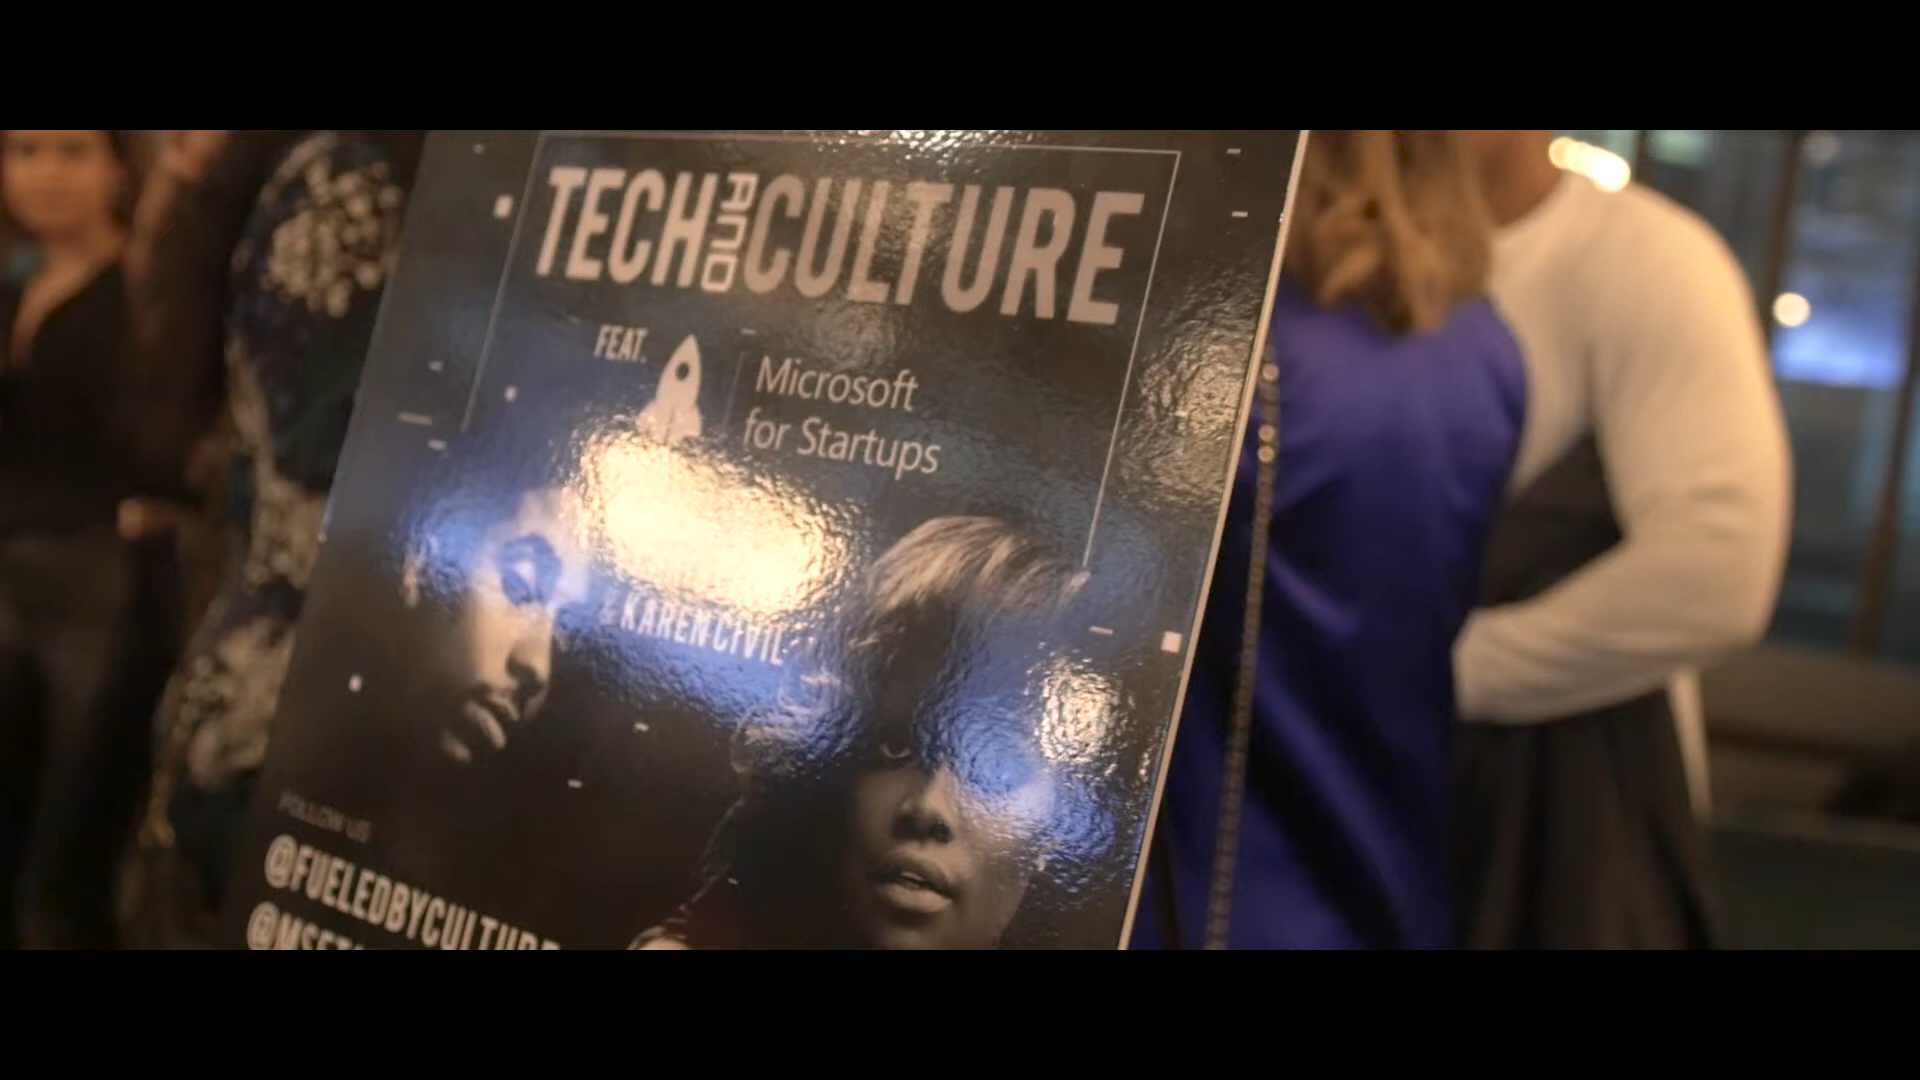 TECH AND CULTURE
FEAT.
Microsoft
for Startups
& KAREN CIVIL
FOLLOW US
@FUELEDBYCULTURE